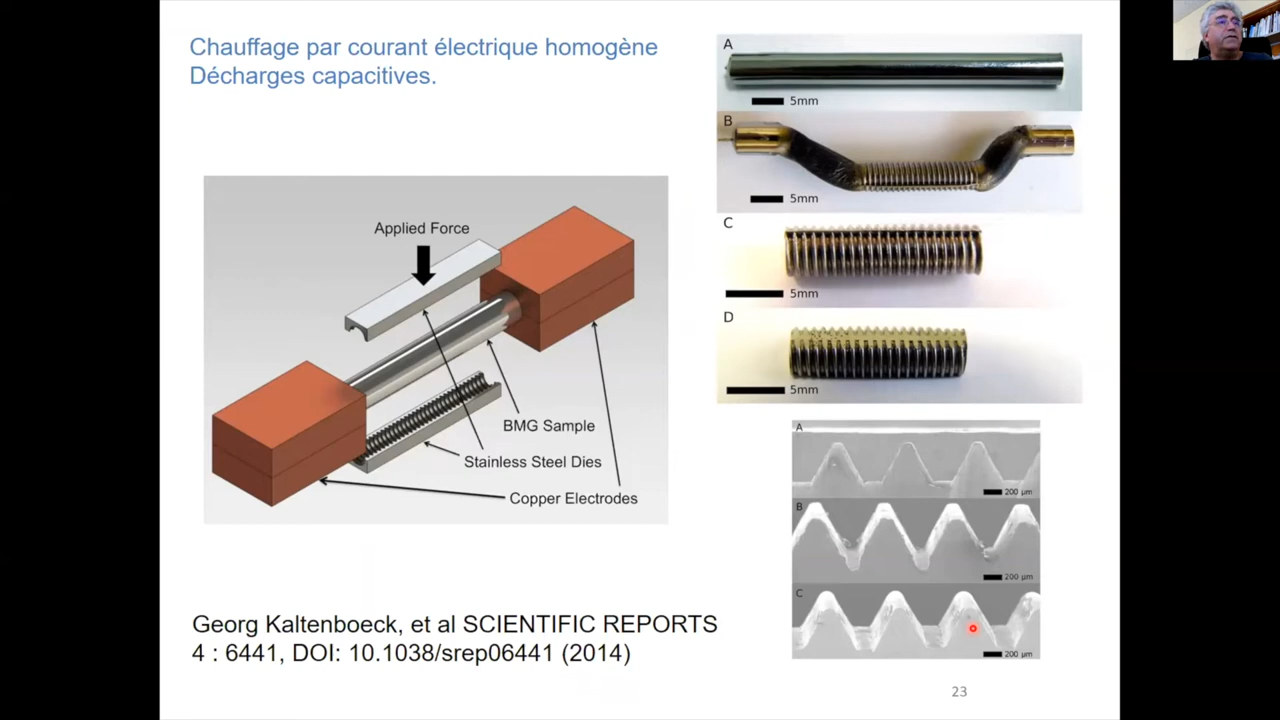 Chauffage par courant électrique homogène
Décharges capacitives.
Applied Force
BMG Sample
Stainless Steel Dies
Copper Electrodes
A
5mm
B
5mm
C
5mm
D
5mm
A
200 µm
B
200 µm
C
200 µm
Georg Kaltenboeck, et al SCIENTIFIC REPORTS
4 : 6441, DOI: 10.1038/srep06441 (2014)
23